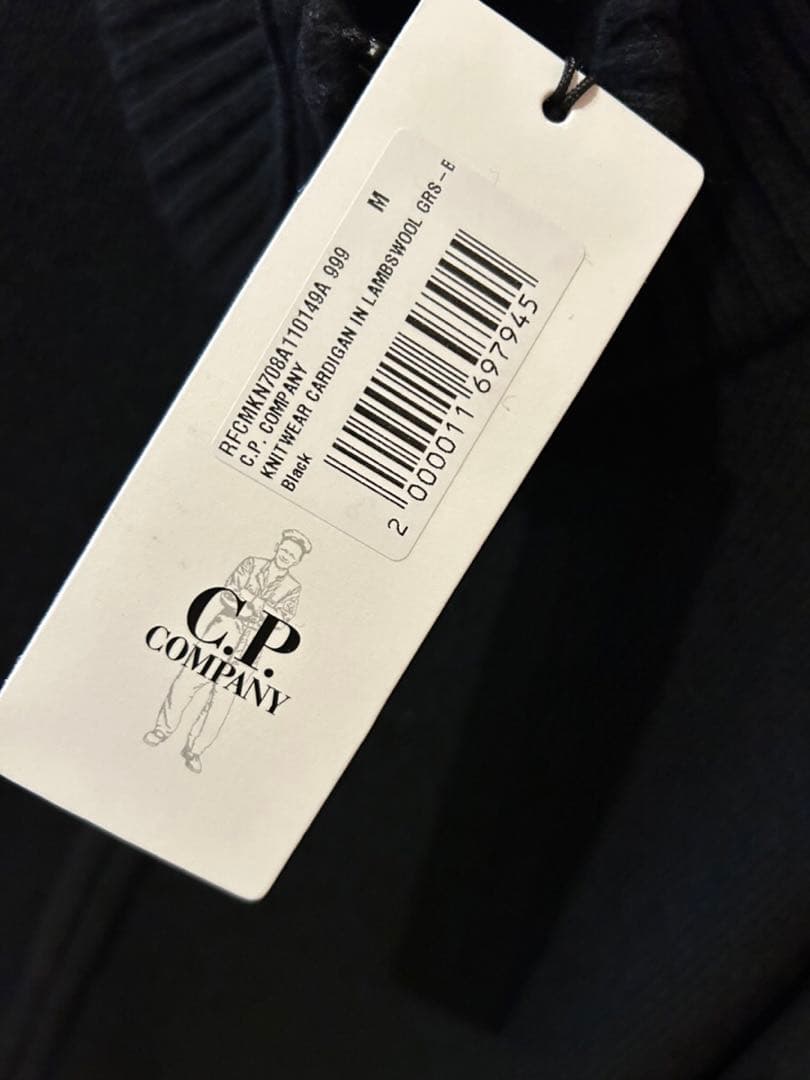 RFCMKN708A110149A 999
M
C.P. COMPANY
KNITWEAR CARDIGAN IN LAMBSWOOL GRS-B
Black
2 000011 697945
C.P.
COMPANY